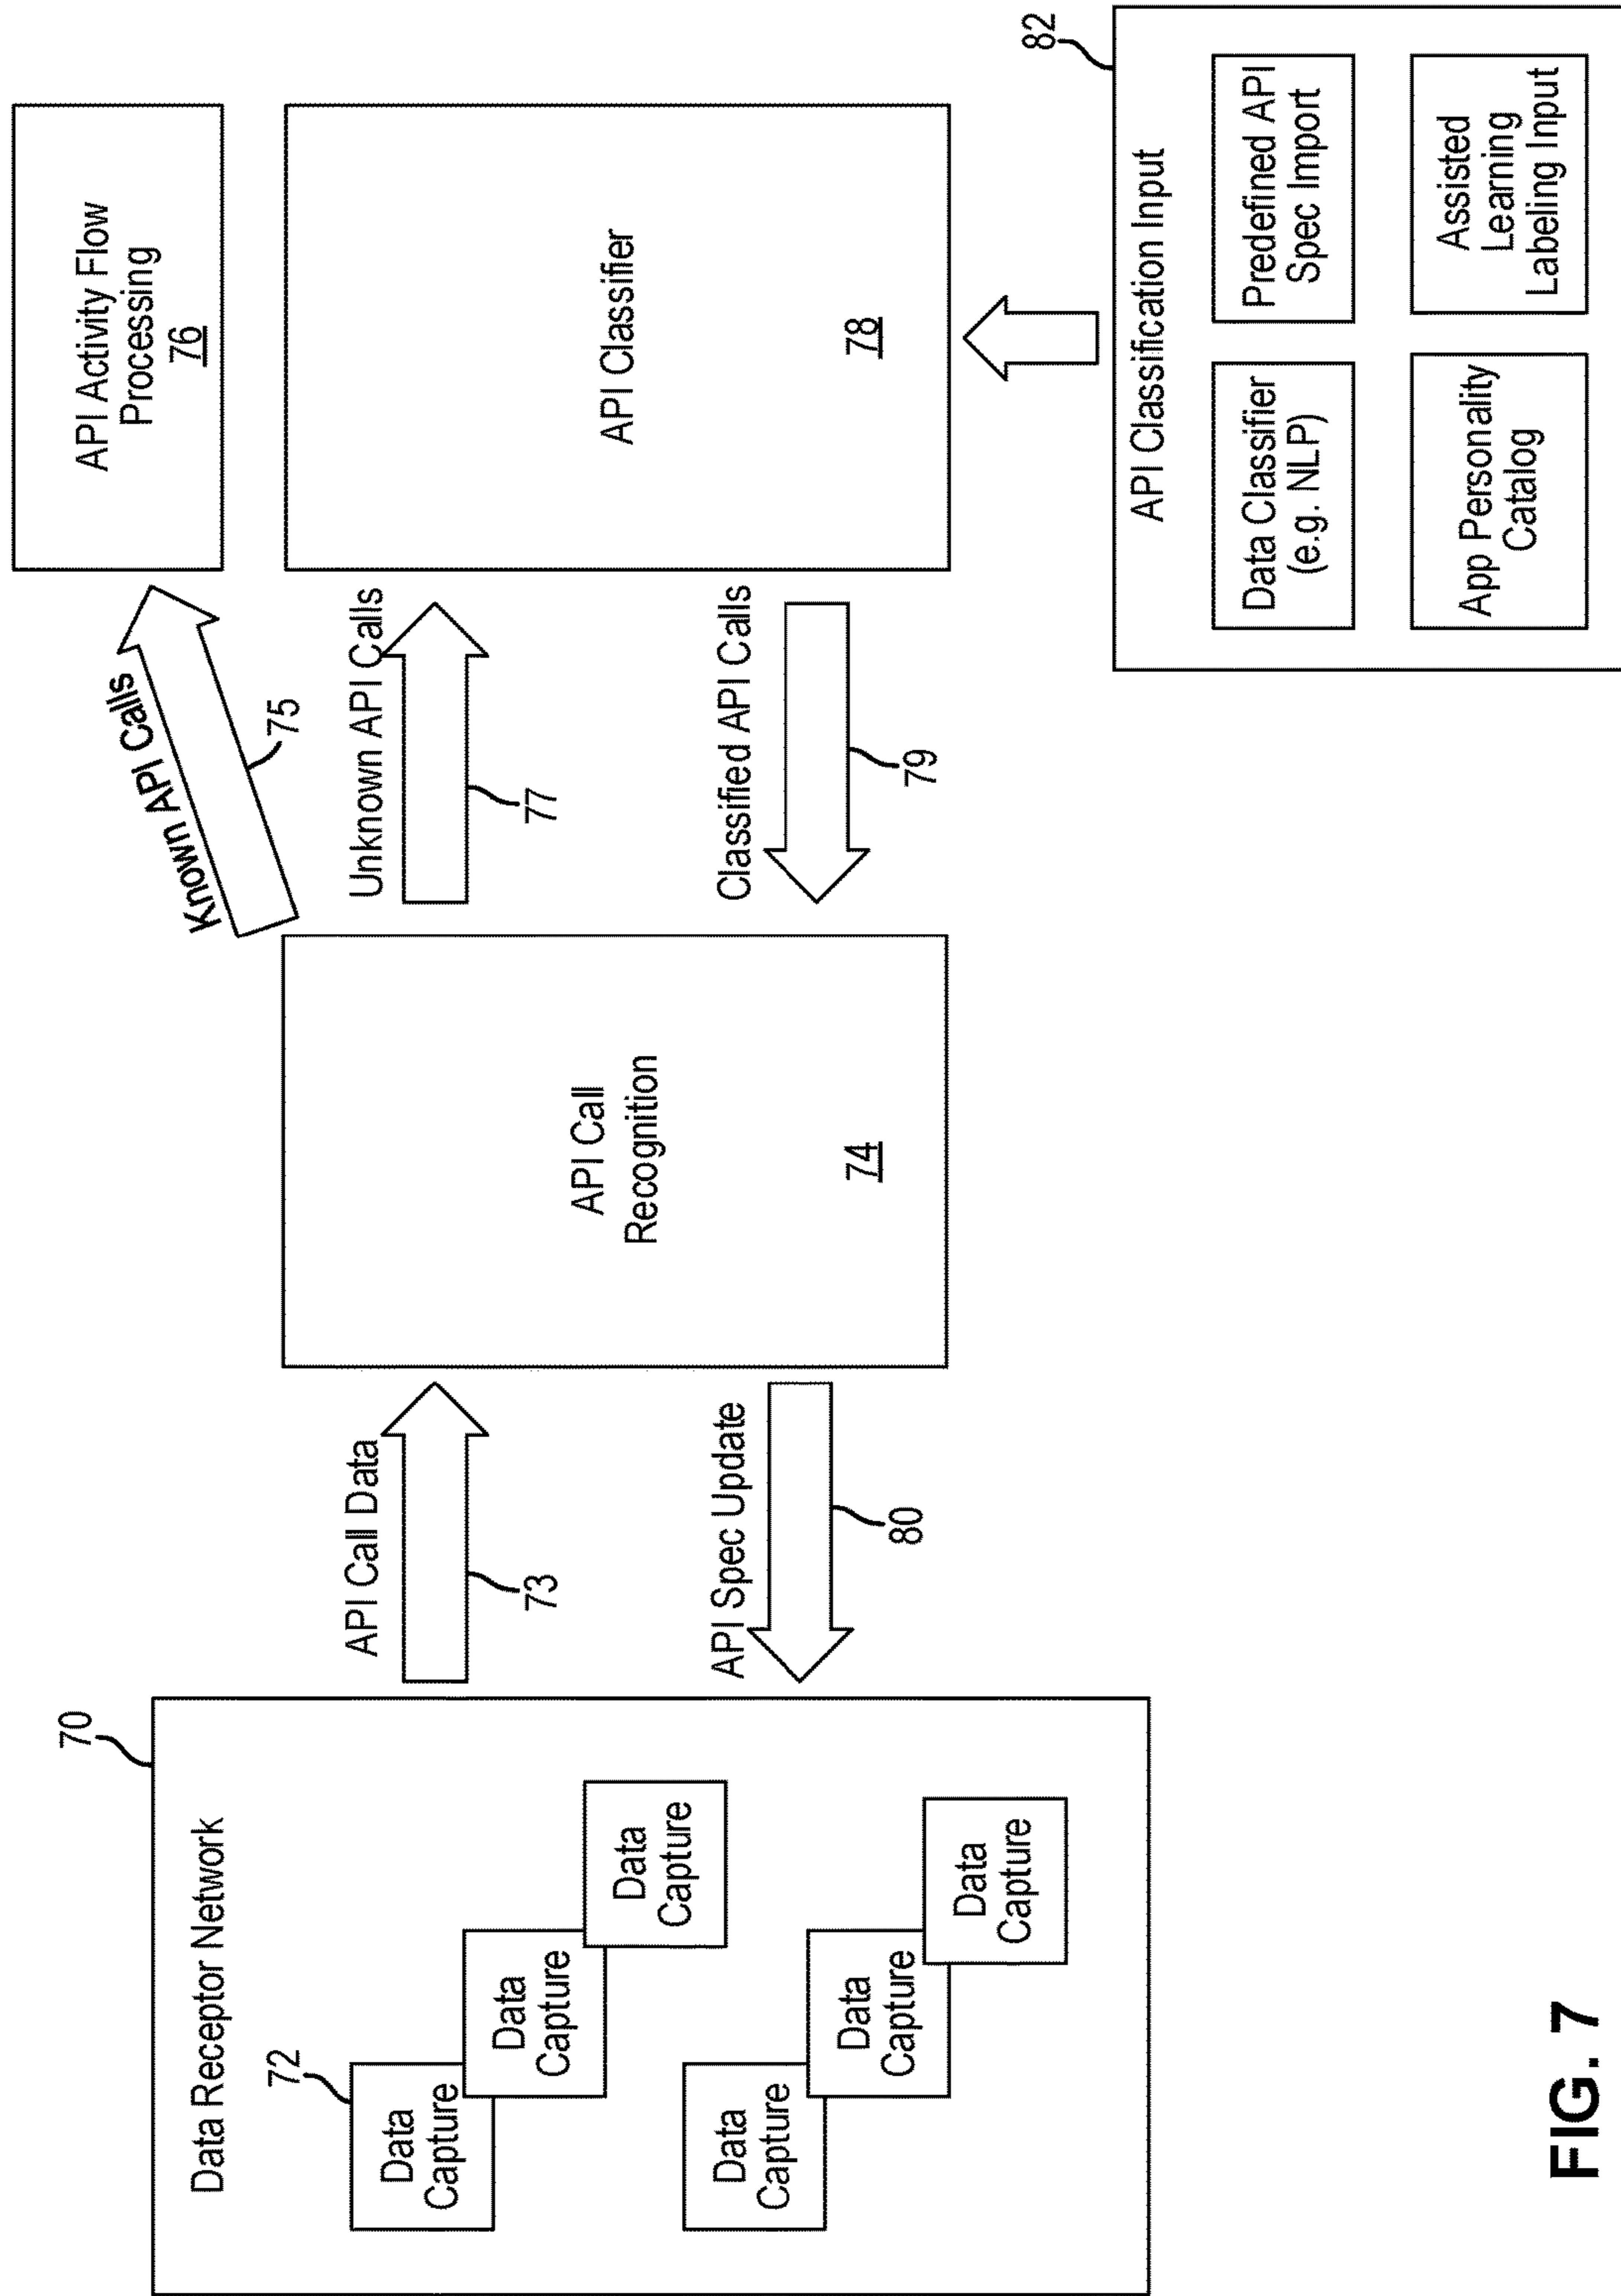 70
Data Receptor Network
72
Data
Capture
Data
Capture
Data
Capture
Data
Capture
Data
Capture
Data
Capture
API Call Data
73
API Spec Update
80
API Call
Recognition
74
Known API Calls
75
Unknown API Calls
77
Classified API Calls
79
API Activity Flow
Processing
76
API Classifier
78
82
API Classification Input
Data Classifier
(e.g. NLP)
Predefined API
Spec Import
App Personality
Catalog
Assisted
Learning
Labeling Input
FIG. 7